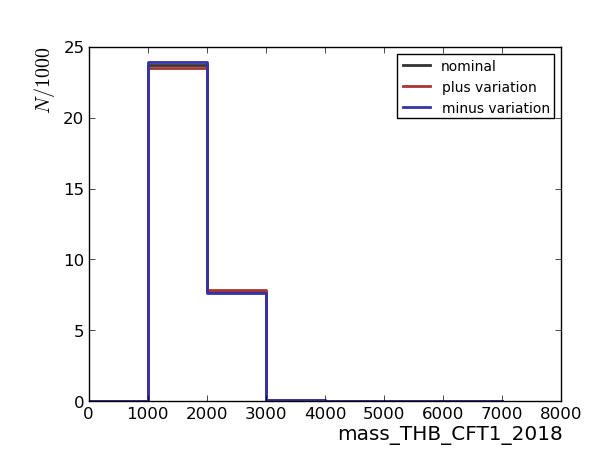 N/1000
25
20
15
10
5
0
nominal
plus variation
minus variation
0 1000 2000 3000 4000 5000 6000 7000 8000
mass_THB_CFT1_2018